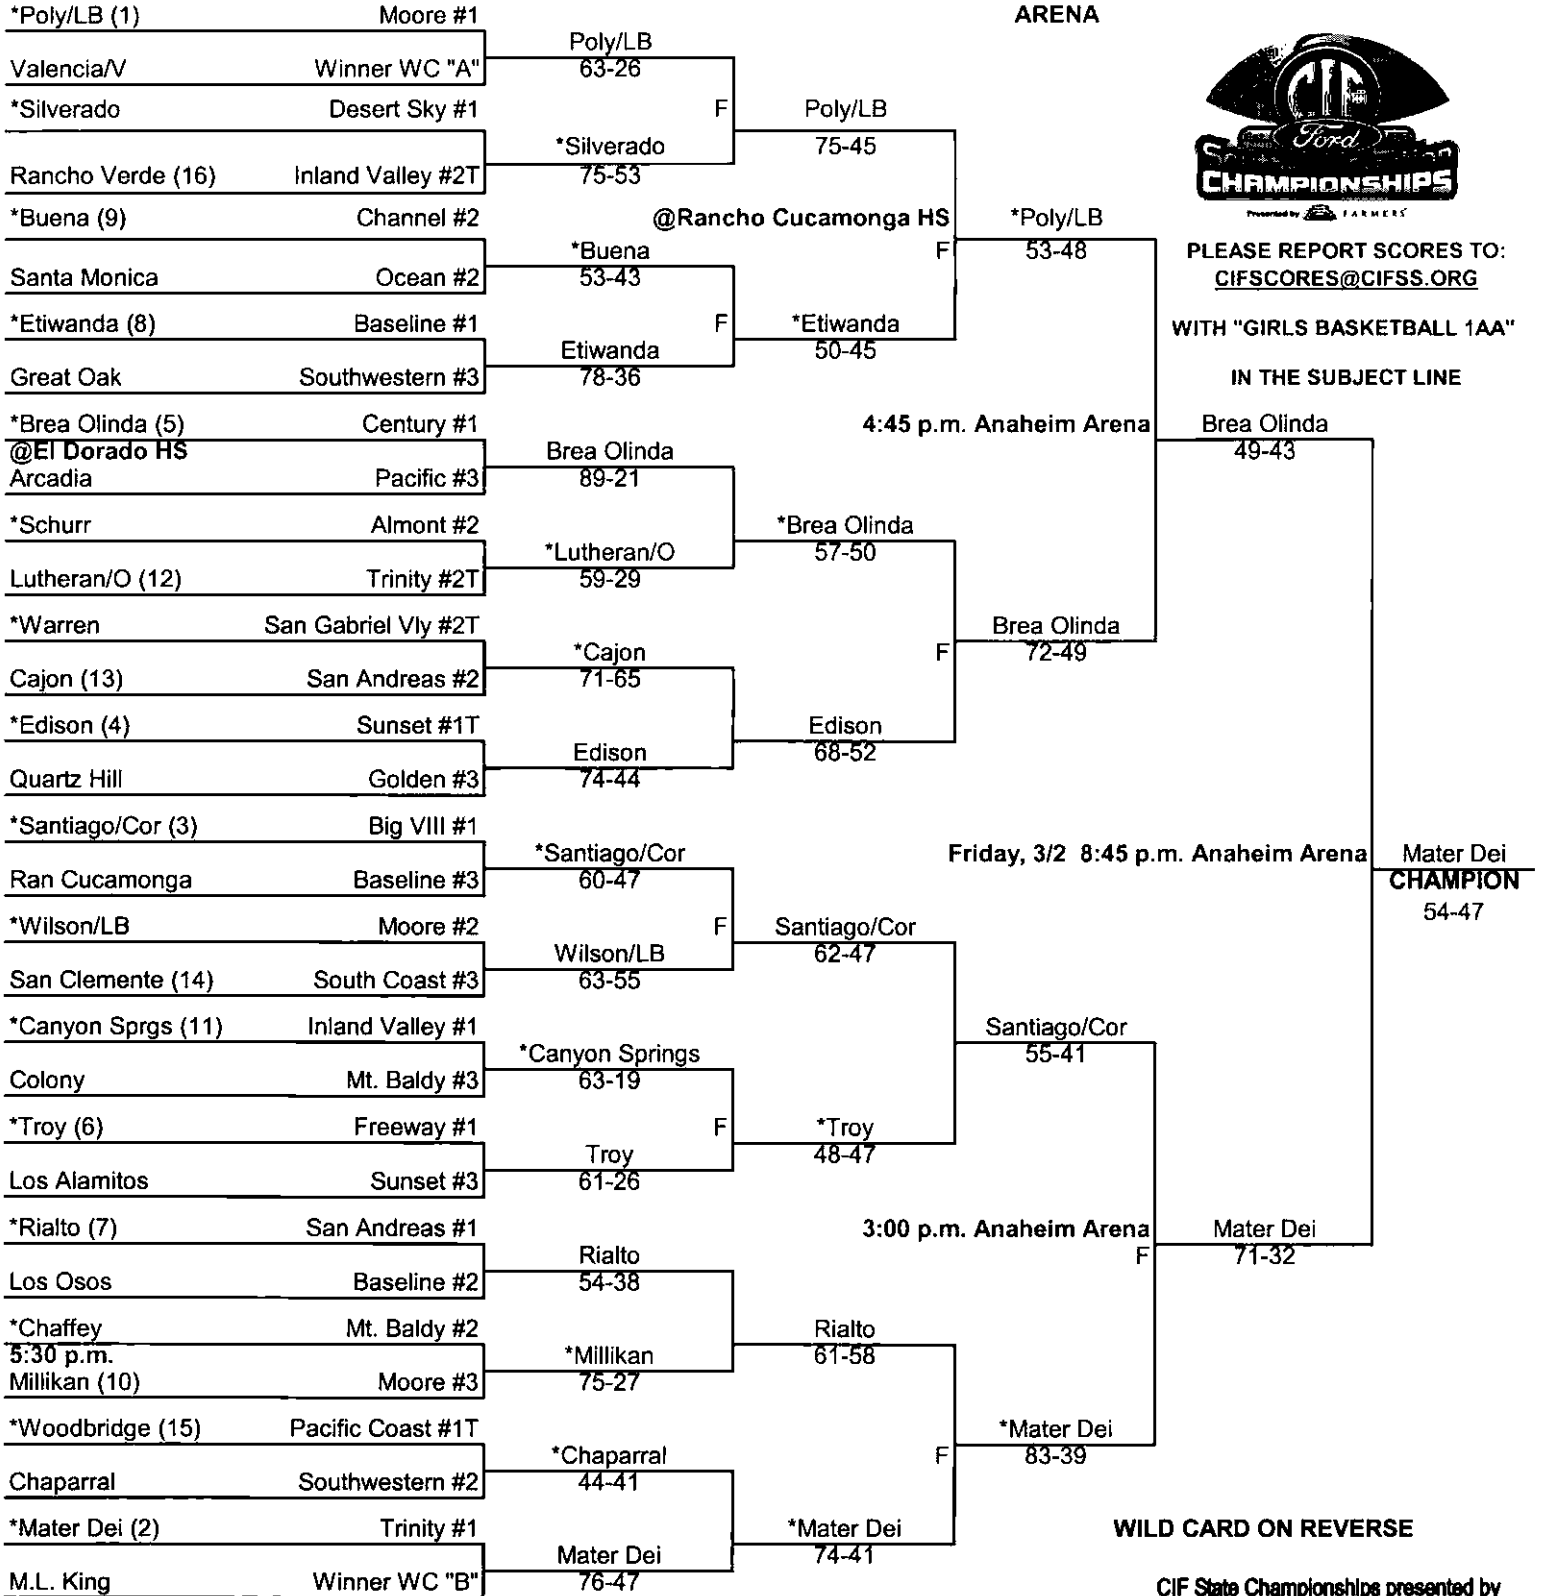 *Poly/LB (1) Moore #1
Valencia/V Winner WC "A"
*Silverado Desert Sky #1
Rancho Verde (16) Inland Valley #2T
*Buena (9) Channel #2
Santa Monica Ocean #2
*Etiwanda (8) Baseline #1
Great Oak Southwestern #3
*Brea Olinda (5) Century #1
@El Dorado HS
Arcadia Pacific #3
*Schurr Almont #2
Lutheran/O (12) Trinity #2T
*Warren San Gabriel Vly #2T
Cajon (13) San Andreas #2
*Edison (4) Sunset #1T
Quartz Hill Golden #3
*Santiago/Cor (3) Big VIII #1
Ran Cucamonga Baseline #3
*Wilson/LB Moore #2
San Clemente (14) South Coast #3
*Canyon Sprgs (11) Inland Valley #1
Colony Mt. Baldy #3
*Troy (6) Freeway #1
Los Alamitos Sunset #3
*Rialto (7) San Andreas #1
Los Osos Baseline #2
*Chaffey Mt. Baldy #2
5:30 p.m.
Millikan (10) Moore #3
*Woodbridge (15) Pacific Coast #1T
Chaparral Southwestern #2
*Mater Dei (2) Trinity #1
M.L. King Winner WC "B"
Poly/LB
63-26
F
*Silverado
75-53
*Buena
53-43
F
Etiwanda
78-36
Brea Olinda
89-21
*Lutheran/O
59-29
*Cajon
71-65
Edison
74-44
*Santiago/Cor
60-47
F
Wilson/LB
63-55
*Canyon Springs
63-19
F
Troy
61-26
Rialto
54-38
*Millikan
75-27
*Chaparral
44-41
Mater Dei
76-47
Poly/LB
75-45
@Rancho Cucamonga HS
F
*Etiwanda
50-45
*Brea Olinda
57-50
F
Edison
68-52
Santiago/Cor
62-47
*Troy
48-47
Rialto
61-58
F
*Mater Dei
74-41
*Poly/LB
53-48
4:45 p.m. Anaheim Arena
Brea Olinda
72-49
Santiago/Cor
55-41
3:00 p.m. Anaheim Arena
F
*Mater Dei
83-39
Brea Olinda
49-43
Friday, 3/2 8:45 p.m. Anaheim Arena
Mater Dei
71-32
Mater Dei
CHAMPION
54-47
ARENA
CIF
Ford
CHAMPIONSHIPS
Presented by FARMERS
PLEASE REPORT SCORES TO:
CIFSCORES@CIFSS.ORG
WITH "GIRLS BASKETBALL 1AA"
IN THE SUBJECT LINE
WILD CARD ON REVERSE
CIF State Championships presented by